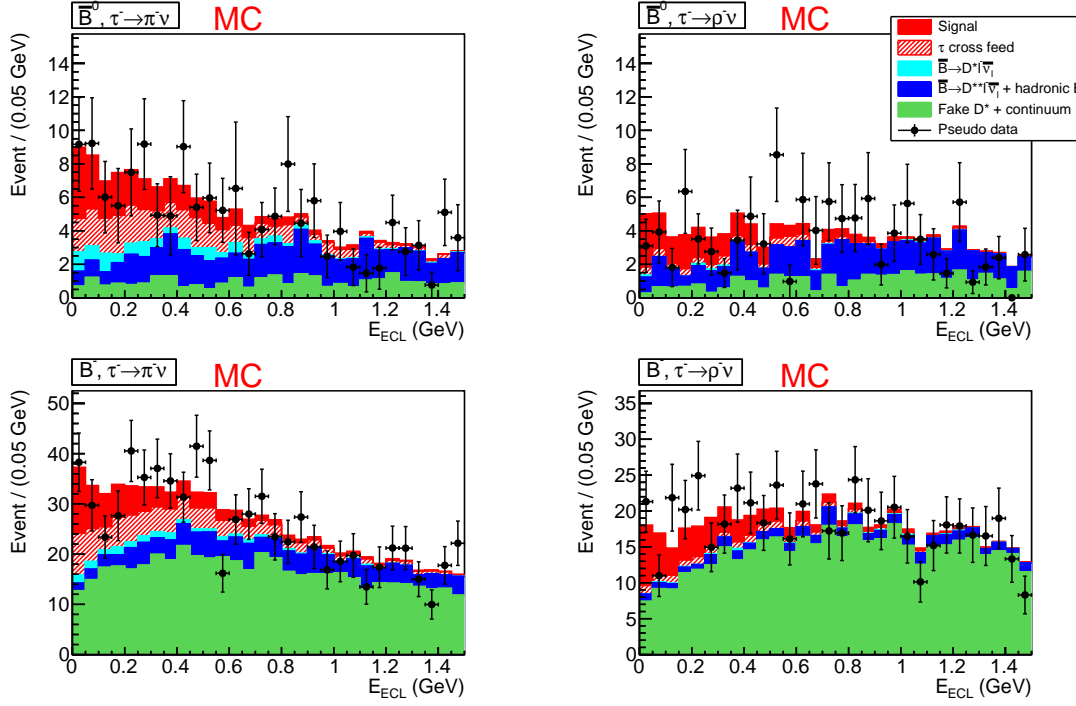 B̅⁰, τ⁻→π⁻ν
MC
Event / (0.05 GeV)
14
12
10
8
6
4
2
0
0 0.2 0.4 0.6 0.8 1 1.2 1.4
E_ECL (GeV)
B̅⁰, τ⁻→ρ⁻ν
MC
Signal
τ cross feed
B̅→D*lν̅_l
B̅→D**lν̅_l + hadronic B
Fake D* + continuum
Pseudo data
Event / (0.05 GeV)
14
12
10
8
6
4
2
0
0 0.2 0.4 0.6 0.8 1 1.2 1.4
E_ECL (GeV)
B⁻, τ⁻→π⁻ν
MC
Event / (0.05 GeV)
50
40
30
20
10
0
0 0.2 0.4 0.6 0.8 1 1.2 1.4
E_ECL (GeV)
B⁻, τ⁻→ρ⁻ν
MC
Event / (0.05 GeV)
35
30
25
20
15
10
5
0
0 0.2 0.4 0.6 0.8 1 1.2 1.4
E_ECL (GeV)